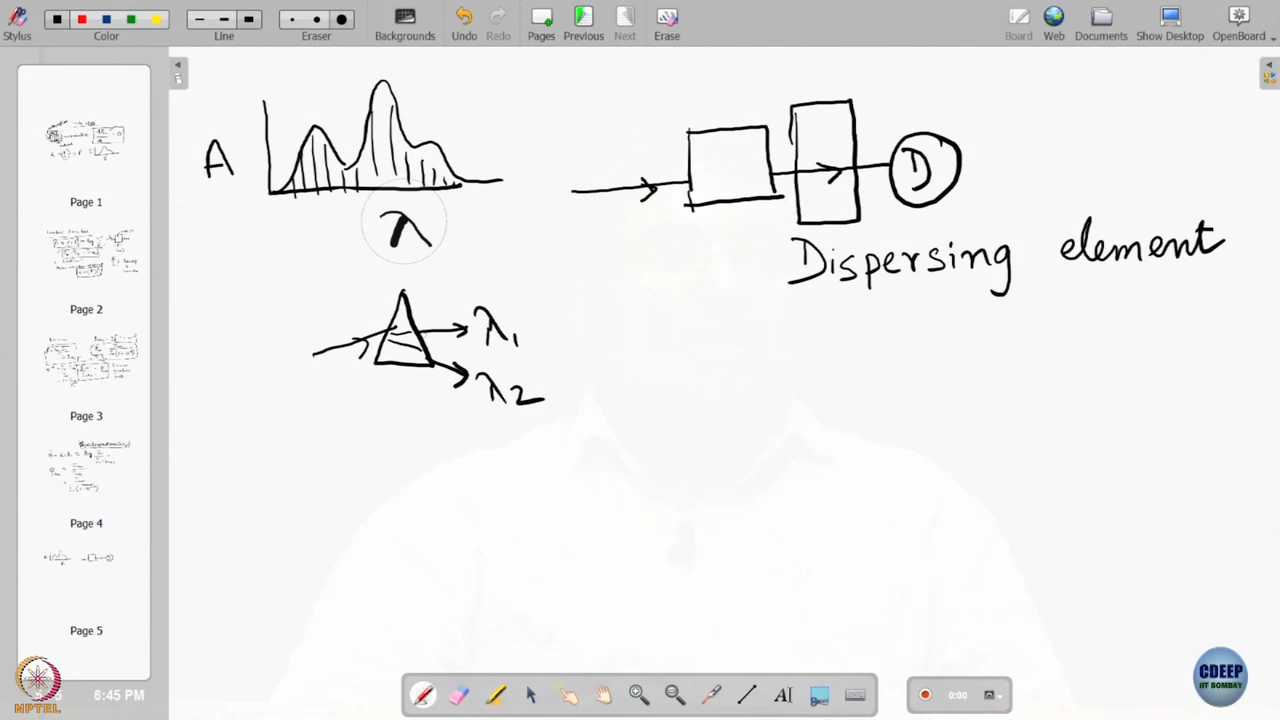 Stylus
Color
Line
Eraser
Backgrounds
Undo
Redo
Pages
Previous
Next
Erase
Board
Web
Documents
Show Desktop
OpenBoard
Page 1
Page 2
Page 3
Page 4
Page 5
A
λ
D
Dispersing element
λ1
λ2
6:45 PM
NPTEL
0:00
CDEEP
IIT BOMBAY